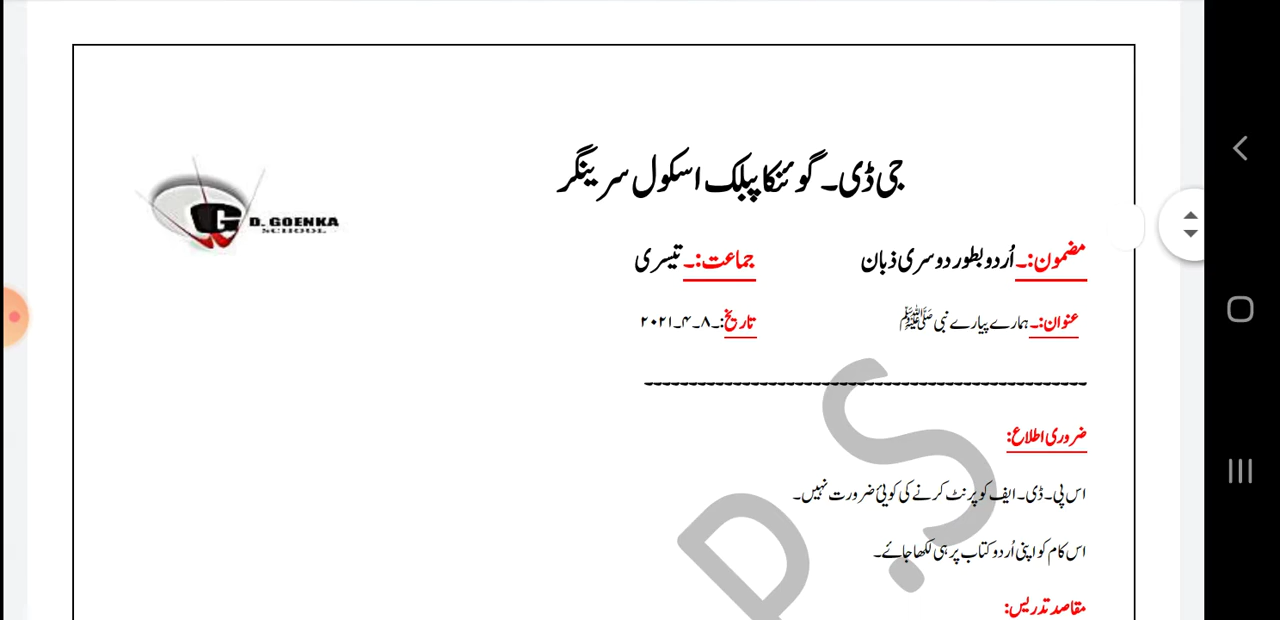 جی ڈی۔ گوئنکا پبلک اسکول سرینگر
G D. GOENKA
SCHOOL
مضمون:۔ اُردو بطور دوسری ذبان جماعت:۔ تیسری
عنوان:۔ ہمارے پیارے نبی ﷺ تاریخ:۔ ۸۔۴۔۲۰۲۱
ضروری اطلاع:
اس پی۔ ڈی۔ ایف کو پرنٹ کرنے کی کوئی ضرورت نہیں۔
اس کام کو اپنی اُردو کتاب پر ہی لکھا جائے۔
مقاصد تدریس:
P.S